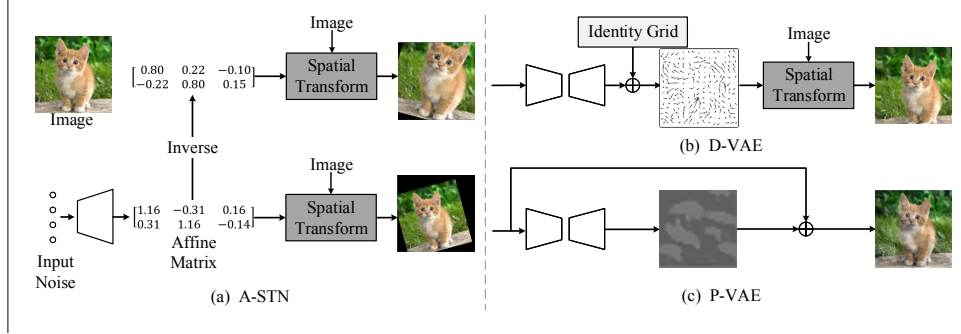 Image
[0.80 0.22 −0.10
−0.22 0.80 0.15]
Image
Spatial
Transform
Inverse
Input
Noise
[1.16 −0.31 0.16
0.31 1.16 −0.14]
Affine
Matrix
Image
Spatial
Transform
(a) A-STN
Identity Grid
Image
Spatial
Transform
(b) D-VAE
(c) P-VAE